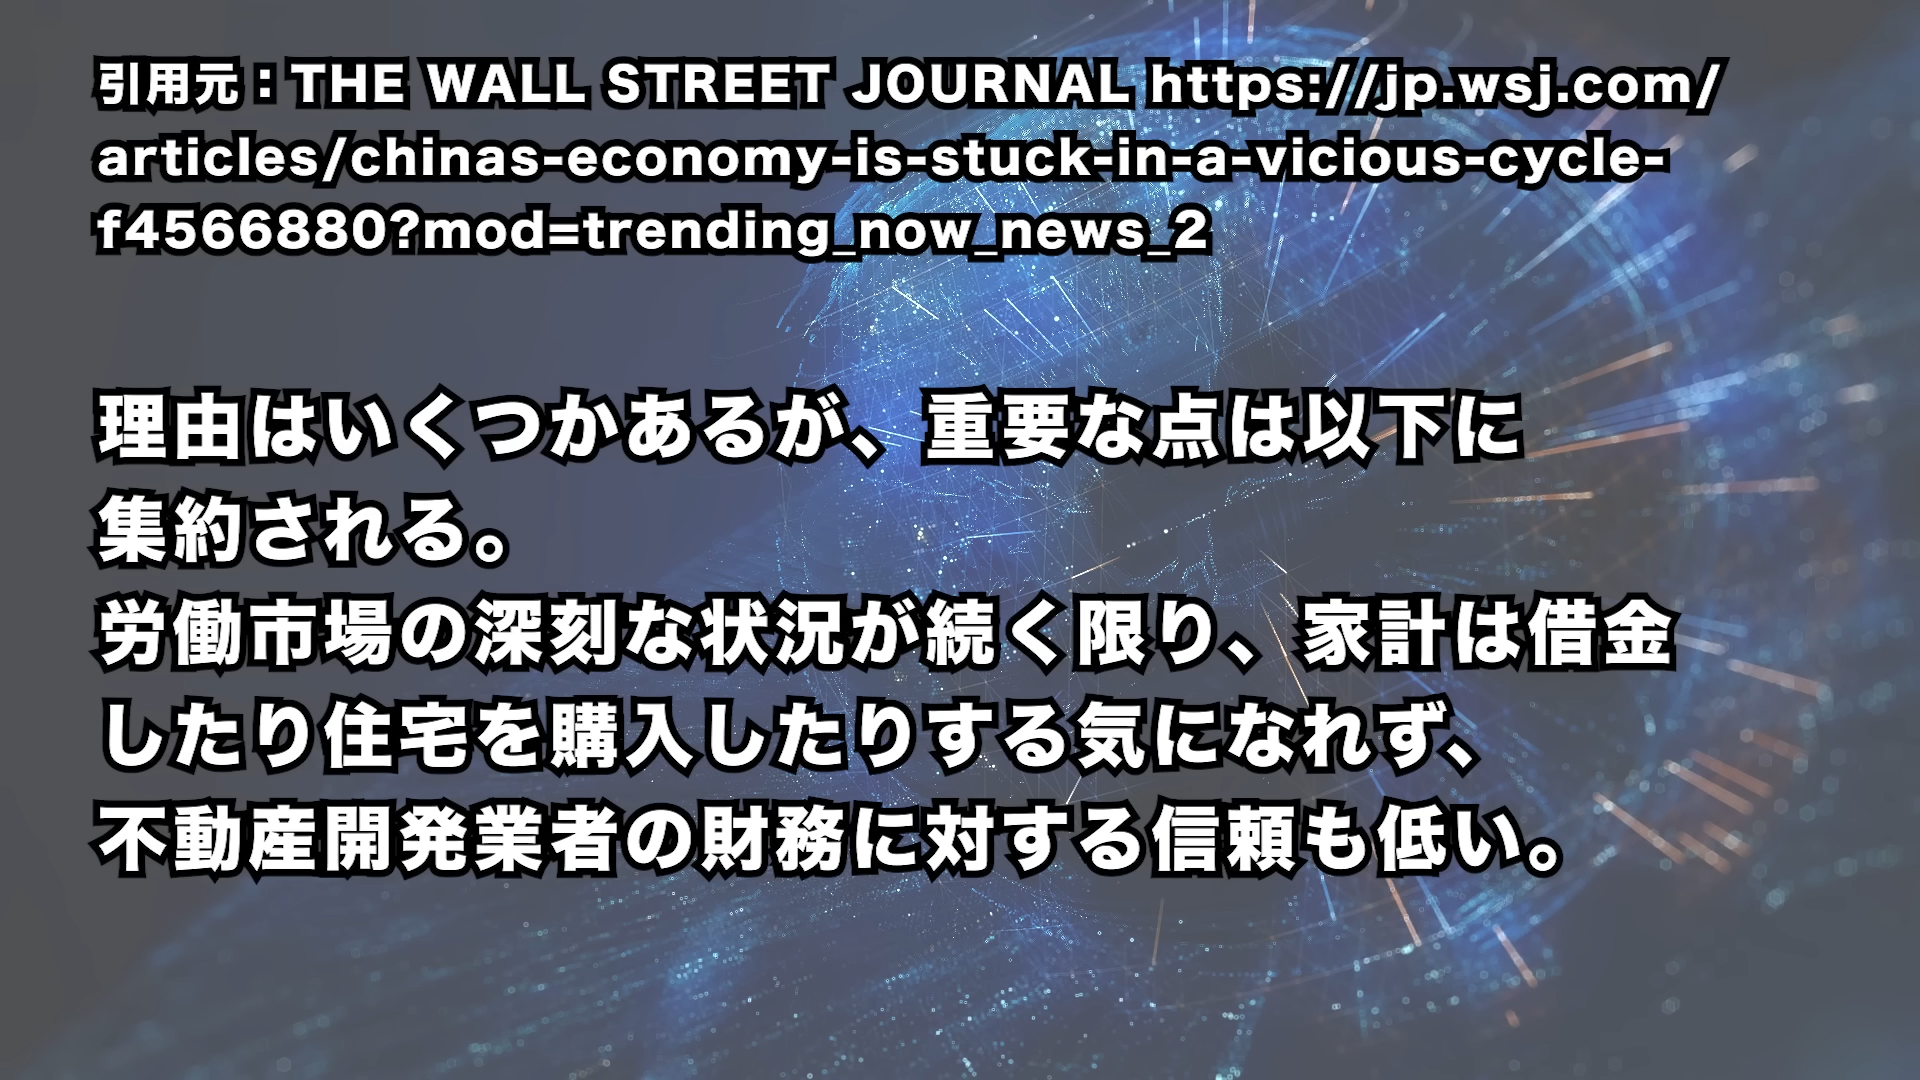 引用元：THE WALL STREET JOURNAL https://jp.wsj.com/
articles/chinas-economy-is-stuck-in-a-vicious-cycle-
f4566880?mod=trending_now_news_2
理由はいくつかあるが、重要な点は以下に
集約される。
労働市場の深刻な状況が続く限り、家計は借金
したり住宅を購入したりする気になれず、
不動産開発業者の財務に対する信頼も低い。